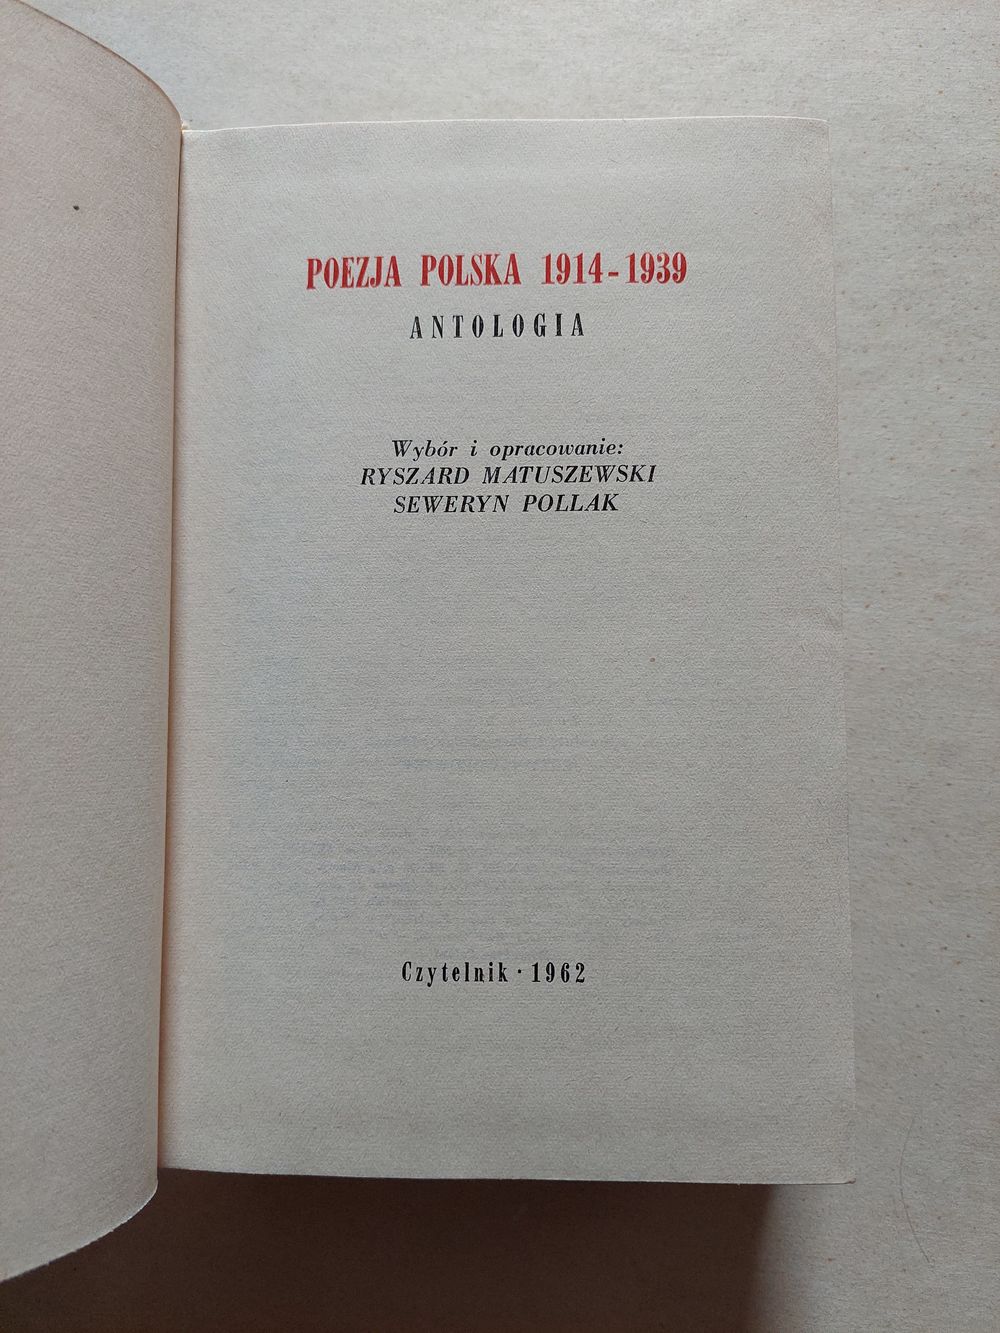 POEZJA POLSKA 1914-1939
ANTOLOGIA
Wybór i opracowanie:
RYSZARD MATUSZEWSKI
SEWERYN POLLAK
Czytelnik · 1962